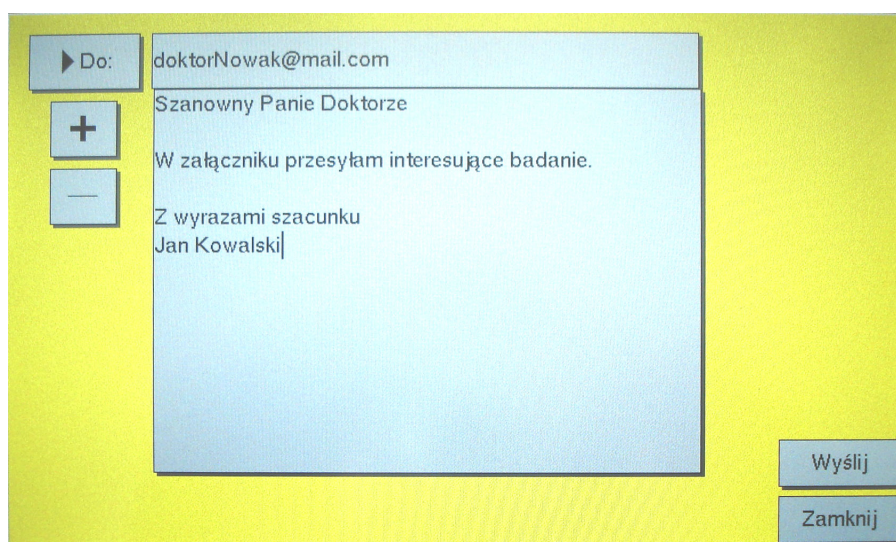 Do:
doktorNowak@mail.com
+
—
Szanowny Panie Doktorze
W załączniku przesyłam interesujące badanie.
Z wyrazami szacunku
Jan Kowalski
Wyślij
Zamknij